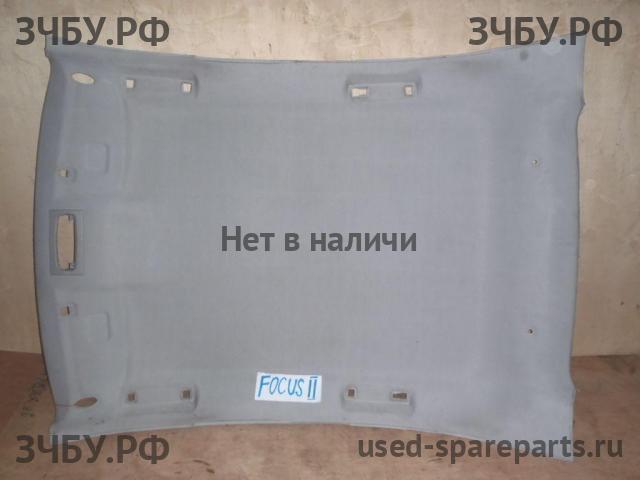 ЗЧБУ.РФ
ЗЧБУ.РФ
Нет в наличи
FOCUS II
ЗЧБУ.РФ
used-spareparts.ru